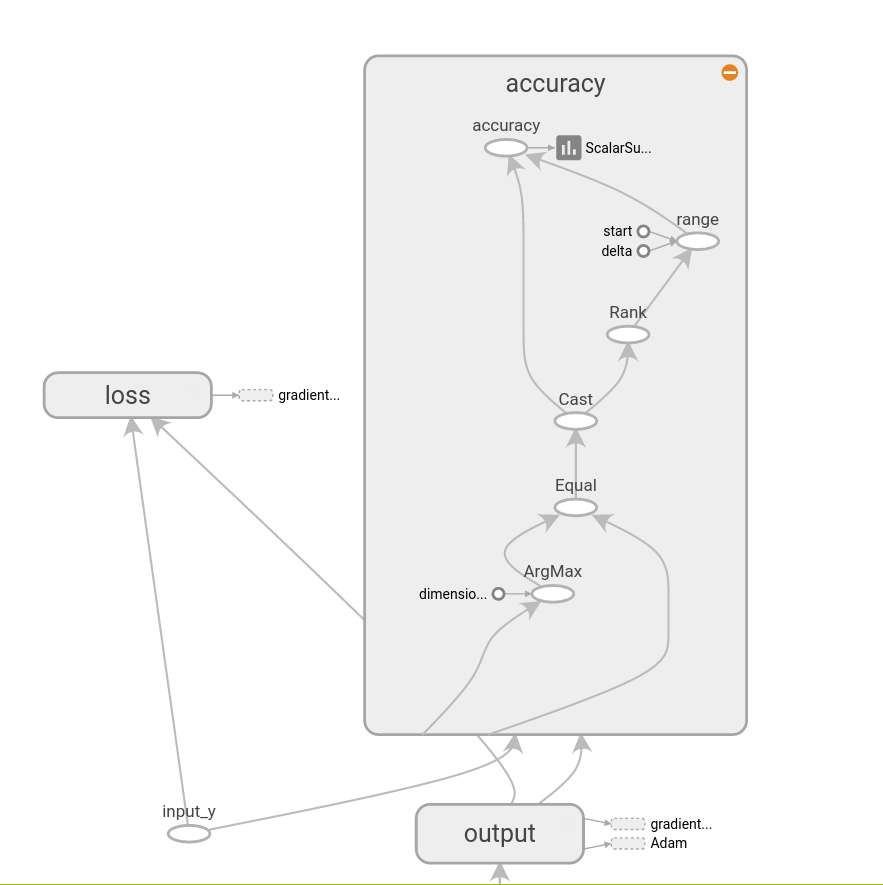 accuracy
accuracy
ScalarSu...
range
start
delta
Rank
loss
gradient...
Cast
Equal
ArgMax
dimensio...
input_y
output
gradient...
Adam